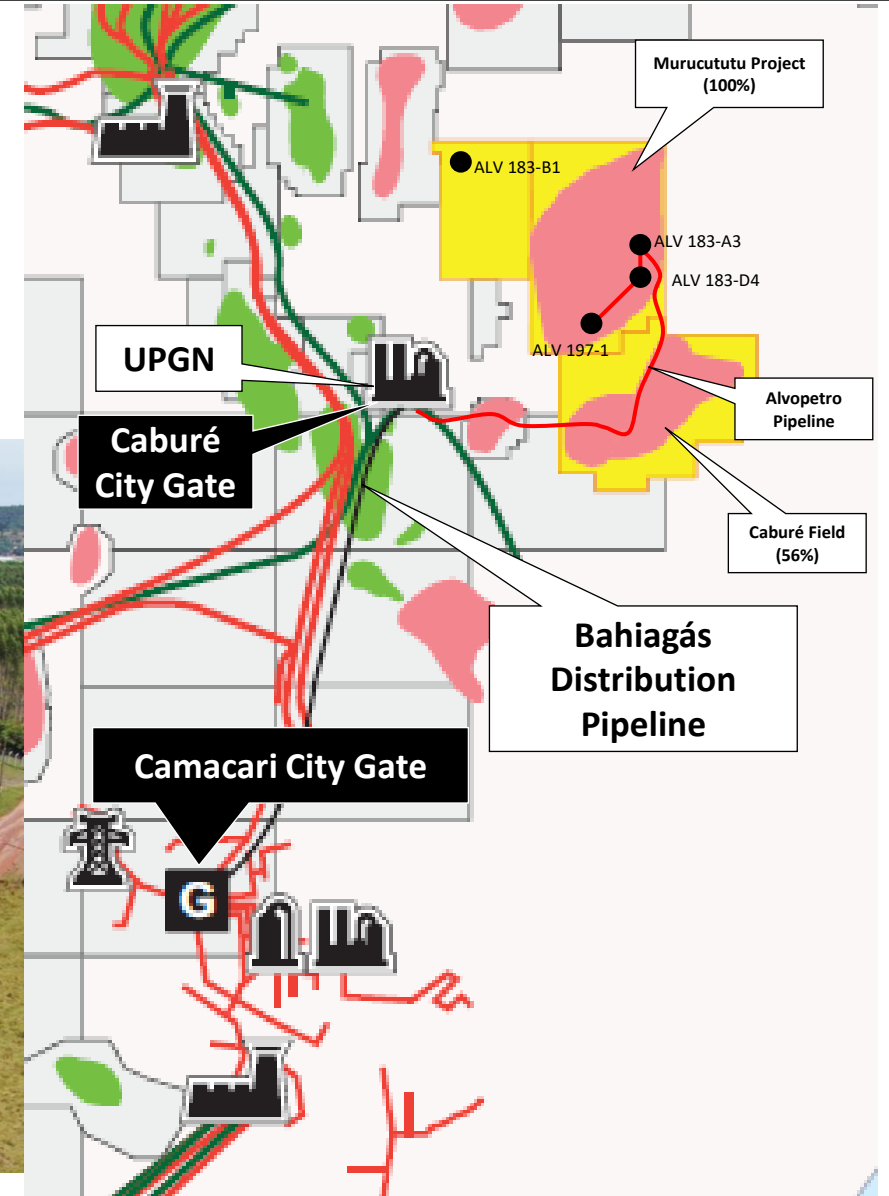 Murucututu Project
(100%)
ALV 183-B1
ALV 183-A3
ALV 183-D4
ALV 197-1
UPGN
Caburé
City Gate
Alvopetro
Pipeline
Caburé Field
(56%)
Bahiagás
Distribution
Pipeline
Camacari City Gate
G